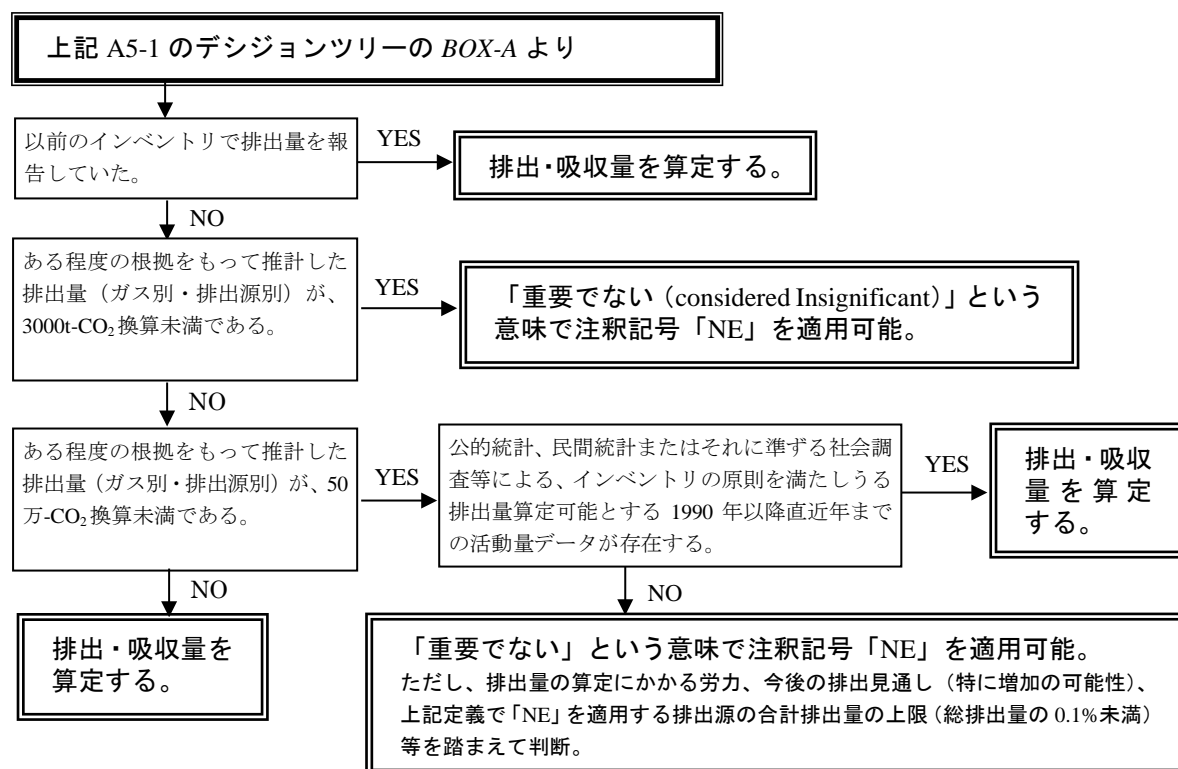 上記 A5-1 のデシジョンツリーの BOX-A より
以前のインベントリで排出量を報
告していた。
YES
排出・吸収量を算定する。
NO
ある程度の根拠をもって推計した
排出量（ガス別・排出源別）が、
3000t-CO₂換算未満である。
YES
「重要でない（considered Insignificant）」という
意味で注釈記号「NE」を適用可能。
NO
ある程度の根拠をもって推計した
排出量（ガス別・排出源別）が、50
万-CO₂換算未満である。
YES
公的統計、民間統計またはそれに準ずる社会調
査等による、インベントリの原則を満たしうる
排出量算定可能とする 1990 年以降直近年まで
の活動量データが存在する。
YES
排出・吸収
量を算定
する。
NO
排出・吸収量を
算定する。
NO
「重要でない」という意味で注釈記号「NE」を適用可能。
ただし、排出量の算定にかかる労力、今後の排出見通し（特に増加の可能性）、
上記定義で「NE」を適用する排出源の合計排出量の上限（総排出量の 0.1%未満）
等を踏まえて判断。